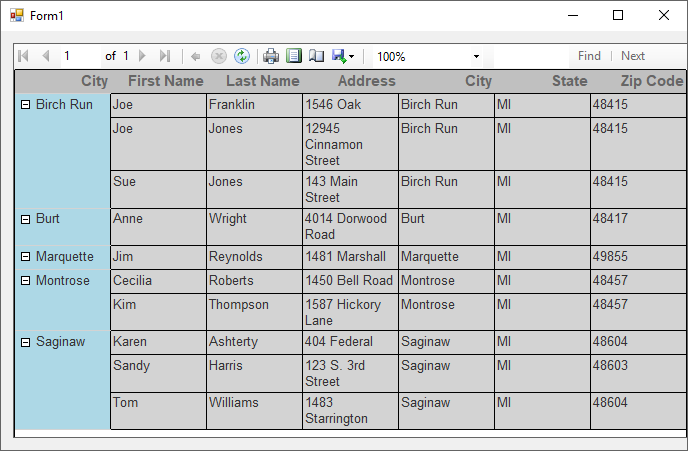 Form1
1 of 1 100% Find | Next
City First Name Last Name Address City State Zip Code
Birch Run Joe Franklin 1546 Oak Birch Run MI 48415
Joe Jones 12945 Birch Run MI 48415
Cinnamon
Street
Sue Jones 143 Main Birch Run MI 48415
Street
Burt Anne Wright 4014 Dorwood Burt MI 48417
Road
Marquette Jim Reynolds 1481 Marshall Marquette MI 49855
Montrose Cecilia Roberts 1450 Bell Road Montrose MI 48457
Kim Thompson 1587 Hickory Montrose MI 48457
Lane
Saginaw Karen Ashterty 404 Federal Saginaw MI 48604
Sandy Harris 123 S. 3rd Saginaw MI 48603
Street
Tom Williams 1483 Saginaw MI 48604
Starrington